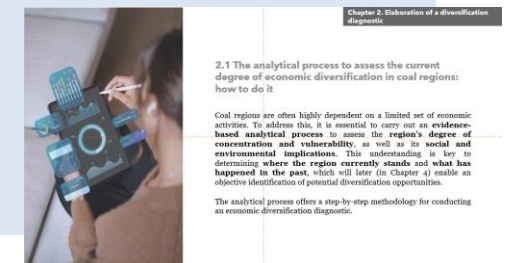 Chapter 2. Elaboration of a diversification
diagnostic
2.1 The analytical process to assess the current
degree of economic diversification in coal regions:
how to do it
Coal regions are often highly dependent on a limited set of economic
activities. To address this, it is essential to carry out an evidence-
based analytical process to assess the region's degree of
concentration and vulnerability, as well as its social and
environmental implications. This understanding is key to
determining where the region currently stands and what has
happened in the past, which will later (in Chapter 4) enable an
objective identification of potential diversification opportunities.
The analytical process offers a step-by-step methodology for conducting
an economic diversification diagnostic.